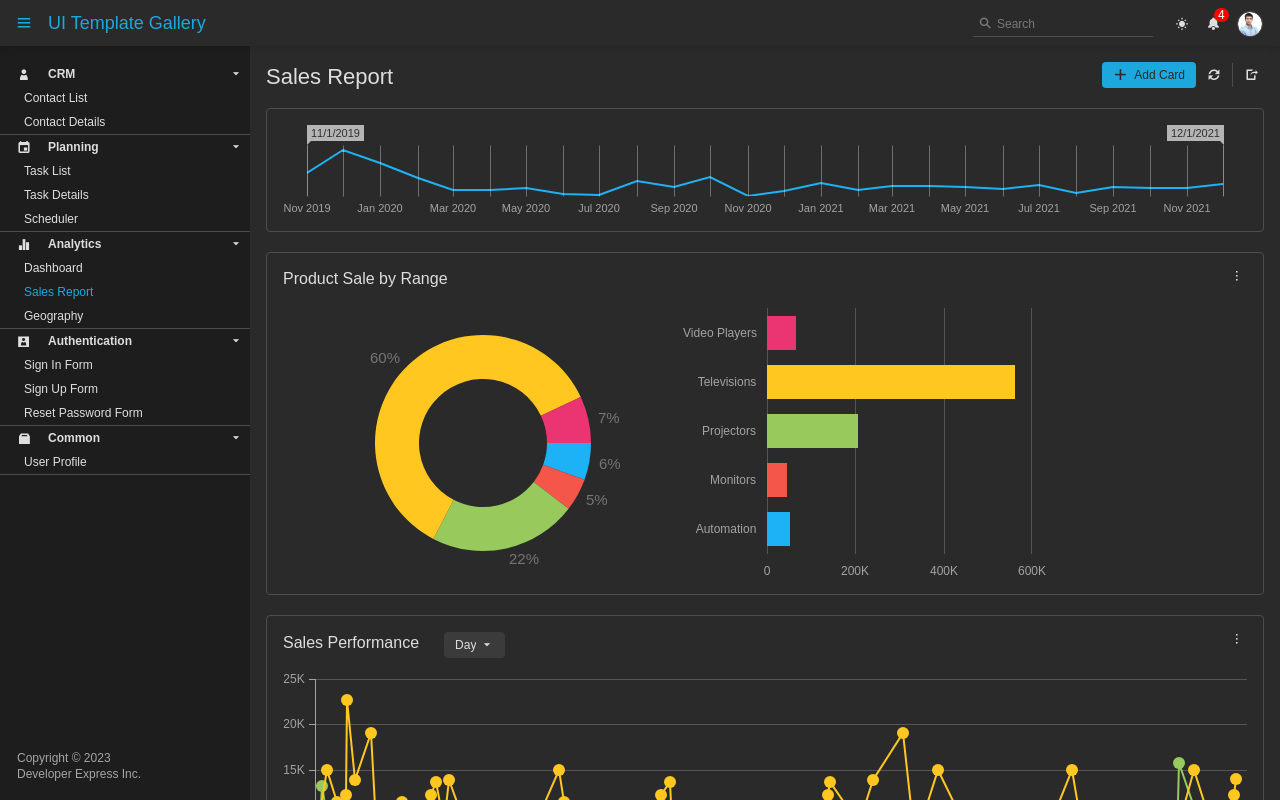 UI Template Gallery
Search
4
CRM
Contact List
Contact Details
Planning
Task List
Task Details
Scheduler
Analytics
Dashboard
Sales Report
Geography
Authentication
Sign In Form
Sign Up Form
Reset Password Form
Common
User Profile
Copyright © 2023
Developer Express Inc.
Sales Report
Add Card
11/1/2019
12/1/2021
Nov 2019 Jan 2020 Mar 2020 May 2020 Jul 2020 Sep 2020 Nov 2020 Jan 2021 Mar 2021 May 2021 Jul 2021 Sep 2021 Nov 2021
Product Sale by Range
60%
7%
6%
5%
22%
Video Players
Televisions
Projectors
Monitors
Automation
0 200K 400K 600K
Sales Performance
Day
25K
20K
15K